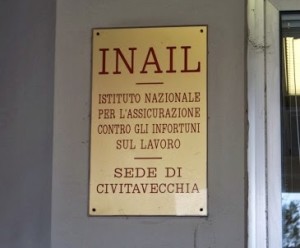 INAIL
ISTITUTO NAZIONALE
PER L'ASSICURAZIONE
CONTRO GLI INFORTUNI
SUL LAVORO
SEDE DI
CIVITAVECCHIA